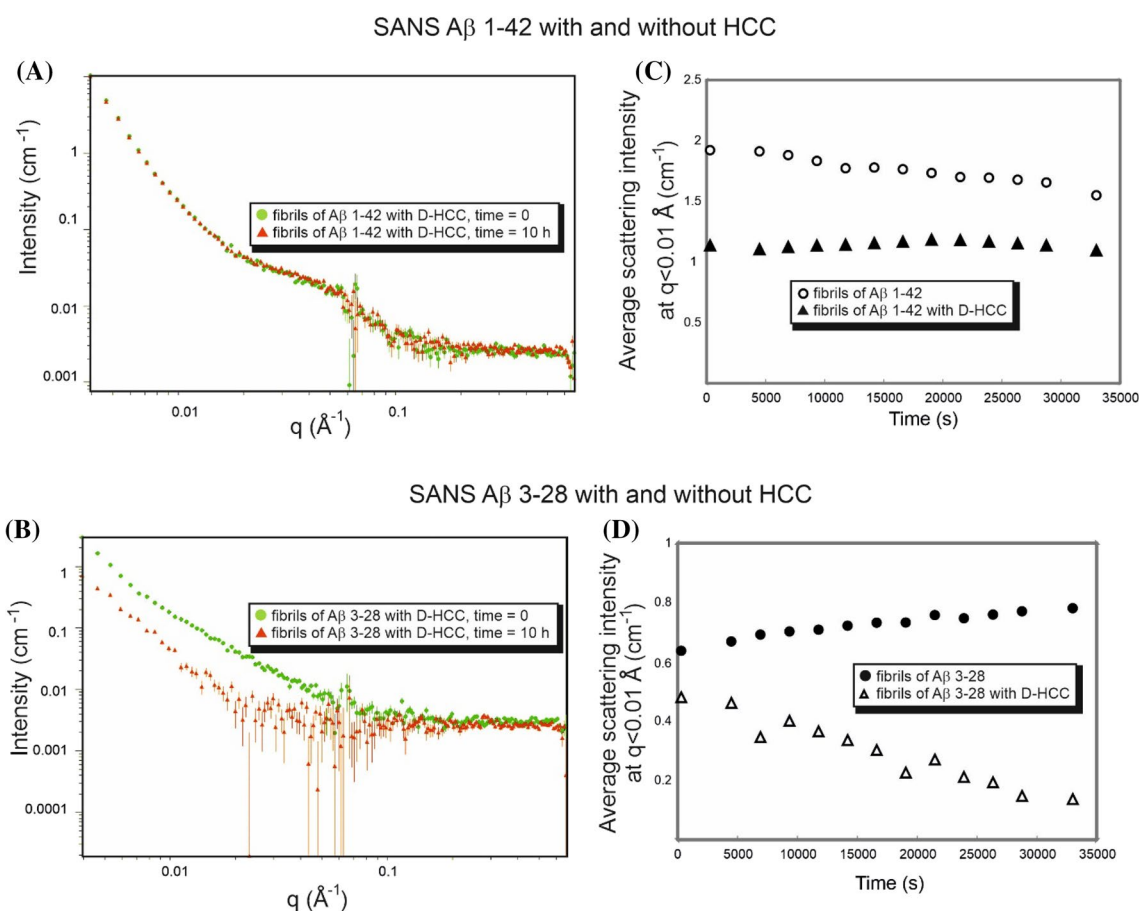 SANS Aβ 1-42 with and without HCC
(A)
Intensity (cm⁻¹)
1
0.1
0.01
0.001
fibrils of Aβ 1-42 with D-HCC, time = 0
fibrils of Aβ 1-42 with D-HCC, time = 10 h
0.01
0.1
q (Å⁻¹)
(C)
Average scattering intensity
at q<0.01 Å (cm⁻¹)
2.5
2
1.5
1
0.5
fibrils of Aβ 1-42
fibrils of Aβ 1-42 with D-HCC
0 5000 10000 15000 20000 25000 30000 35000
Time (s)
SANS Aβ 3-28 with and without HCC
(B)
Intensity (cm⁻¹)
1
0.1
0.01
0.001
0.0001
fibrils of Aβ 3-28 with D-HCC, time = 0
fibrils of Aβ 3-28 with D-HCC, time = 10 h
0.01
0.1
q (Å⁻¹)
(D)
Average scattering intensity
at q<0.01 Å (cm⁻¹)
1
0.8
0.6
0.4
0.2
fibrils of Aβ 3-28
fibrils of Aβ 3-28 with D-HCC
0 5000 10000 15000 20000 25000 30000 35000
Time (s)